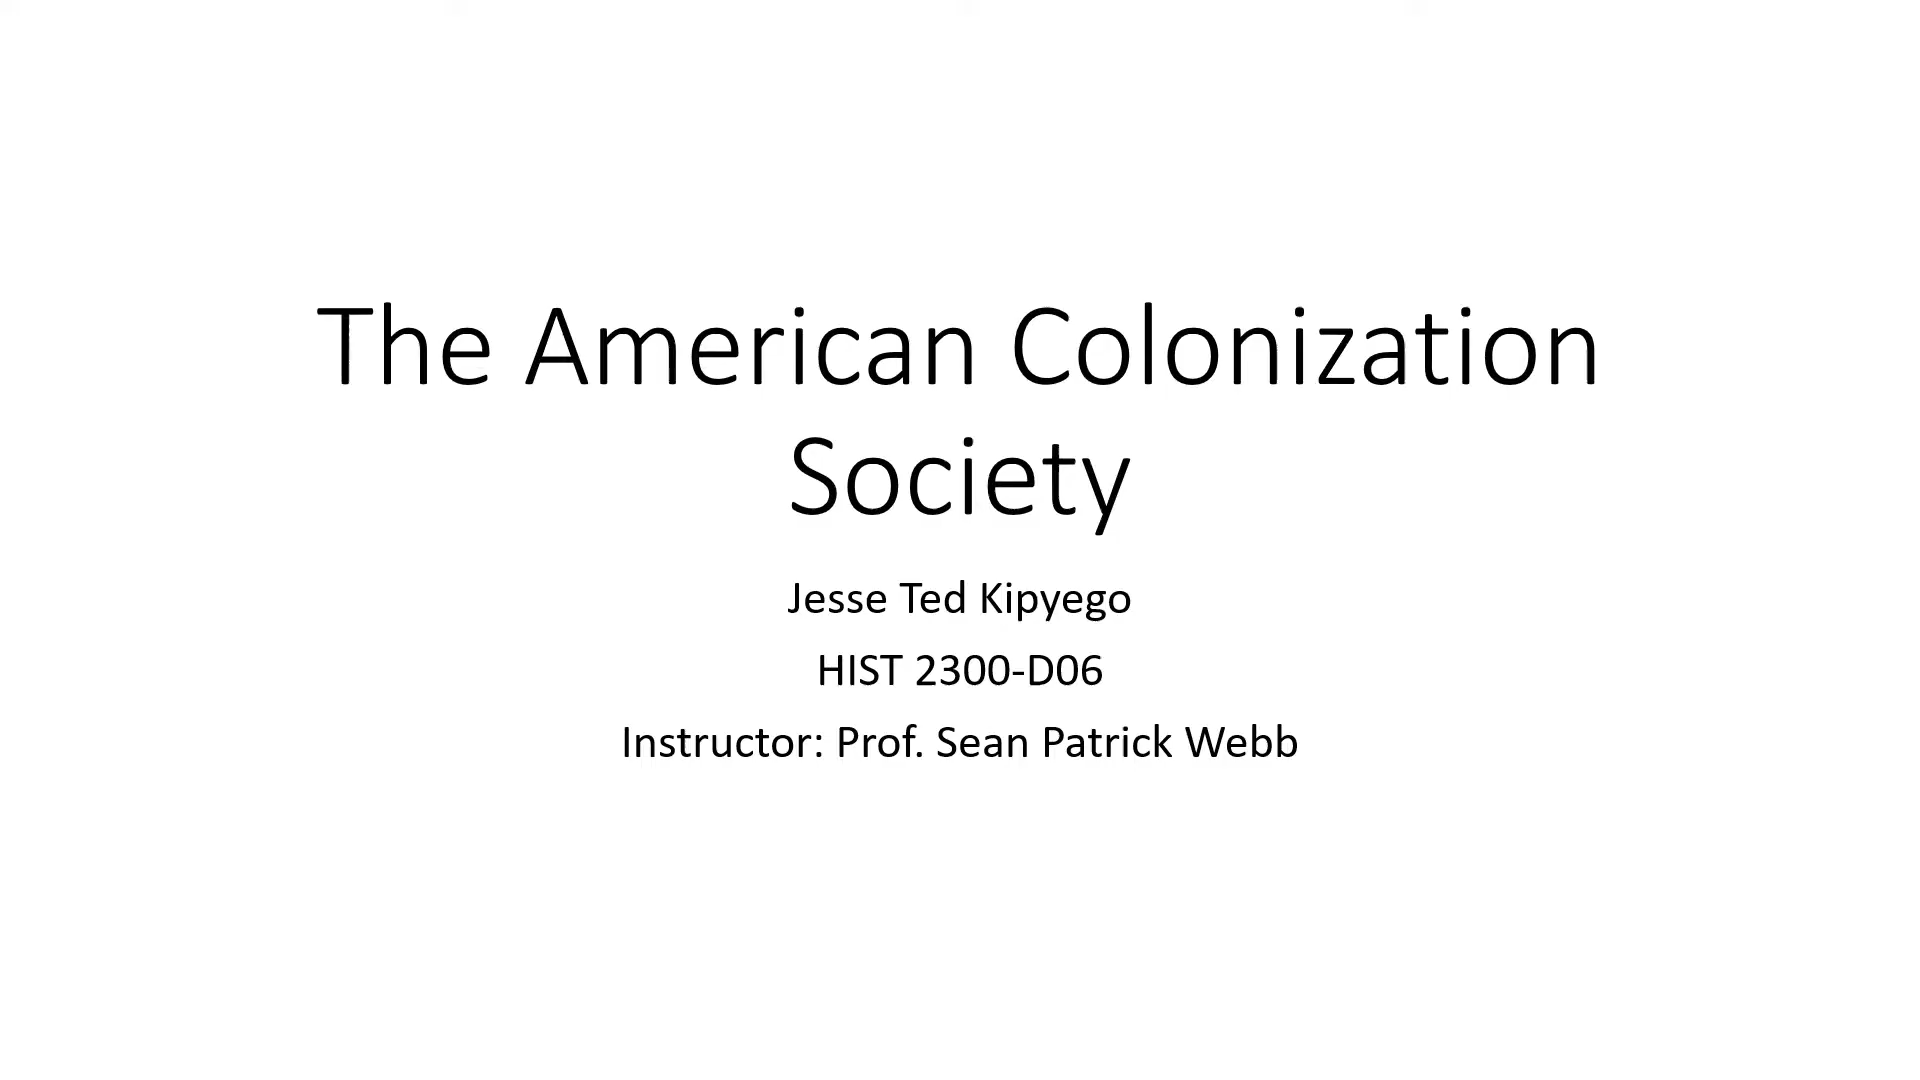 The American Colonization
Society
Jesse Ted Kipyego
HIST 2300-D06
Instructor: Prof. Sean Patrick Webb